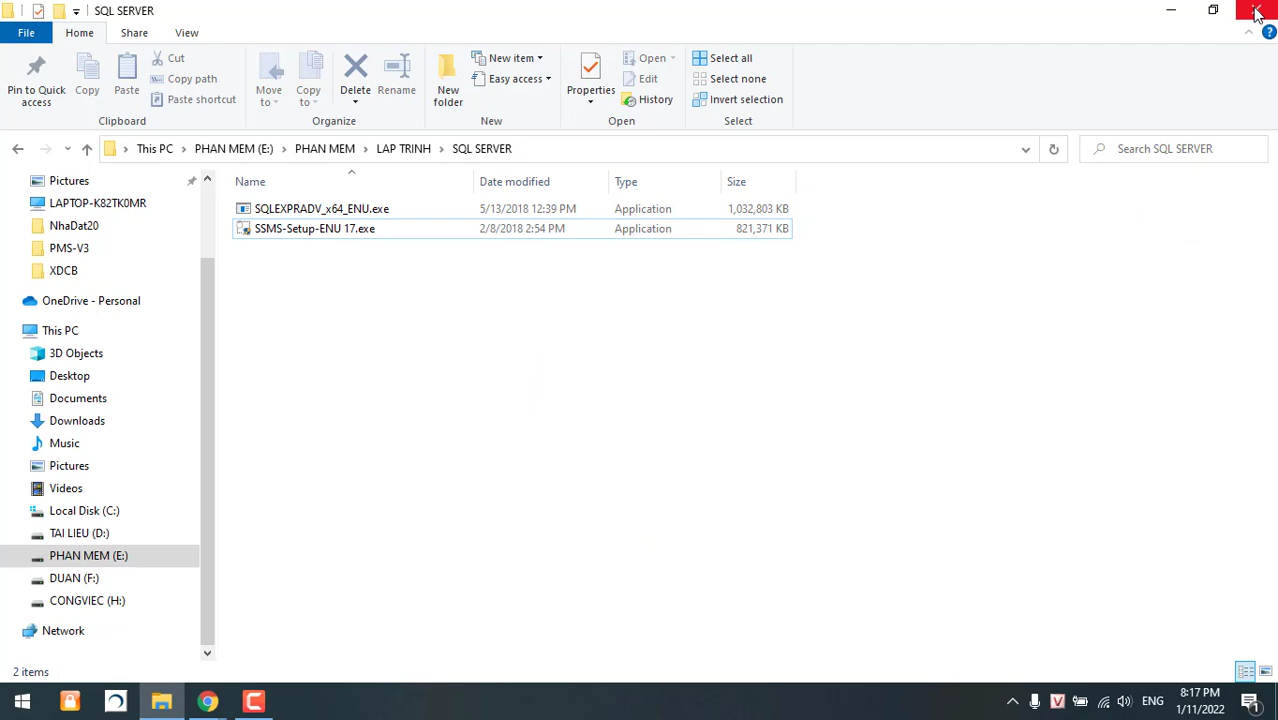 SQL SERVER
File Home Share View
Pin to Quick access
Copy
Paste
Cut
Copy path
Paste shortcut
Clipboard
Move to
Copy to
Delete
Rename
Organize
New folder
New item
Easy access
New
Properties
Open
Edit
History
Open
Select all
Select none
Invert selection
Select
This PC PHAN MEM (E:) PHAN MEM LAP TRINH SQL SERVER
Search SQL SERVER
Name Date modified Type Size
SQLEXPRADV_x64_ENU.exe 5/13/2018 12:39 PM Application 1,032,803 KB
SSMS-Setup-ENU 17.exe 2/8/2018 2:54 PM Application 821,371 KB
Pictures
LAPTOP-K82TK0MR
NhaDat20
PMS-V3
XDCB
OneDrive - Personal
This PC
3D Objects
Desktop
Documents
Downloads
Music
Pictures
Videos
Local Disk (C:)
TAI LIEU (D:)
PHAN MEM (E:)
DUAN (F:)
CONGVIEC (H:)
Network
2 items
V
ENG
8:17 PM
1/11/2022
1